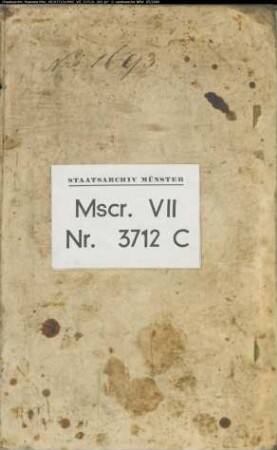 No 1693
STAATSARCHIV MÜNSTER
Mscr. VII
Nr. 3712 C